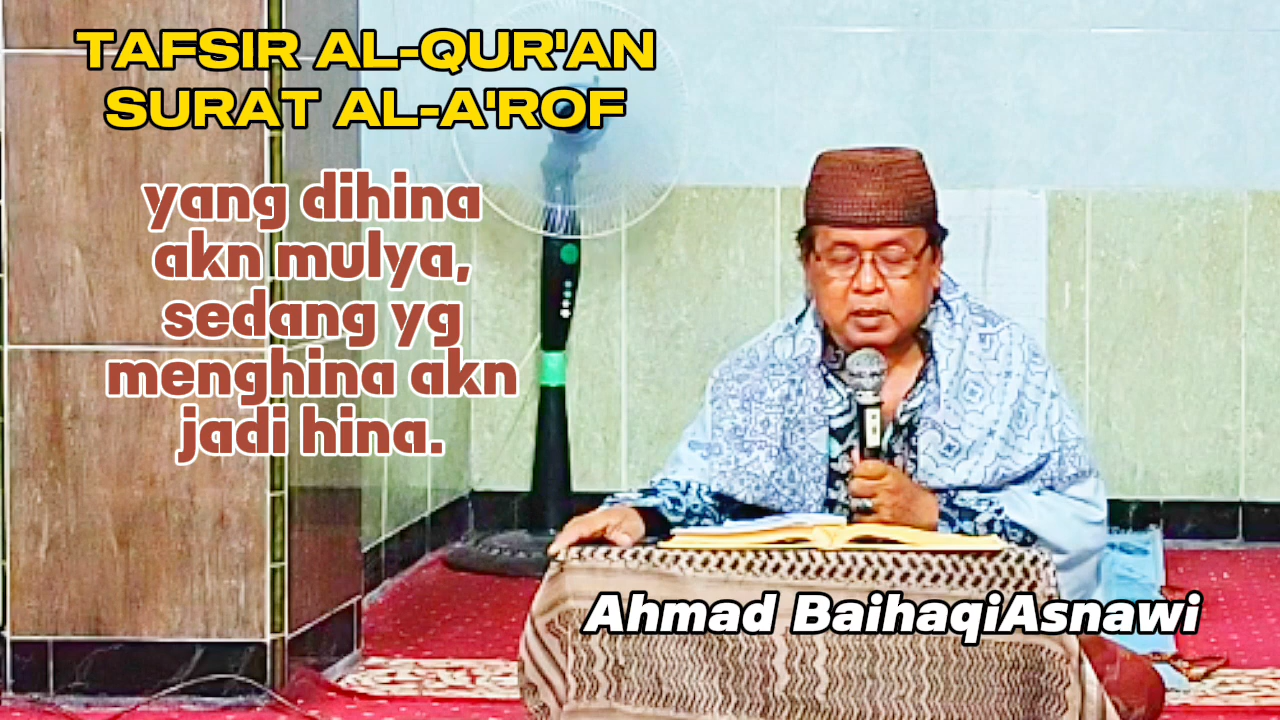 TAFSIR AL-QUR'AN
SURAT AL-A'ROF
yang dihina
akn mulya,
sedang yg
menghina akn
jadi hina.
Ahmad BaihaqiAsnawi